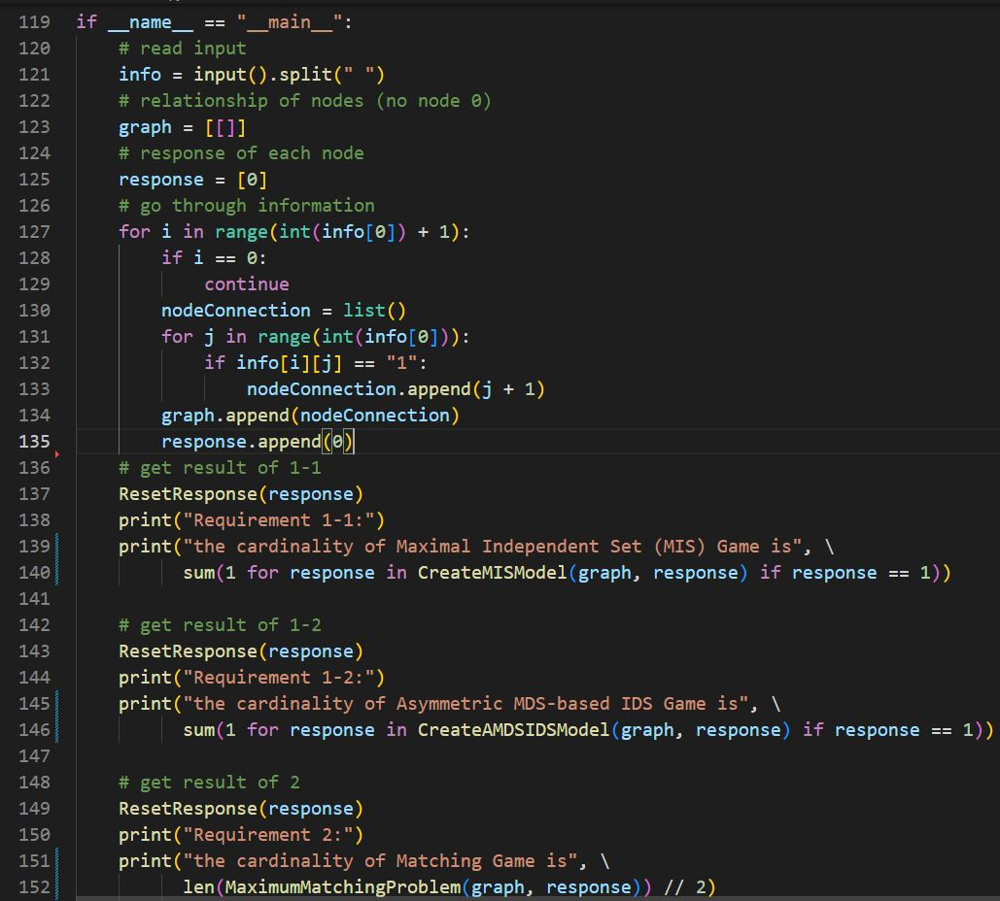 119 if __name__ == "__main__":
120 # read input
121 info = input().split(" ")
122 # relationship of nodes (no node 0)
123 graph = [[]]
124 # response of each node
125 response = [0]
126 # go through information
127 for i in range(int(info[0]) + 1):
128 if i == 0:
129 continue
130 nodeConnection = list()
131 for j in range(int(info[0])):
132 if info[i][j] == "1":
133 nodeConnection.append(j + 1)
134 graph.append(nodeConnection)
135 response.append(0)
136 # get result of 1-1
137 ResetResponse(response)
138 print("Requirement 1-1:")
139 print("the cardinality of Maximal Independent Set (MIS) Game is", \
140 sum(1 for response in CreateMISModel(graph, response) if response == 1))
141
142 # get result of 1-2
143 ResetResponse(response)
144 print("Requirement 1-2:")
145 print("the cardinality of Asymmetric MDS-based IDS Game is", \
146 sum(1 for response in CreateAMDSIDSModel(graph, response) if response == 1))
147
148 # get result of 2
149 ResetResponse(response)
150 print("Requirement 2:")
151 print("the cardinality of Matching Game is", \
152 len(MaximumMatchingProblem(graph, response)) // 2)